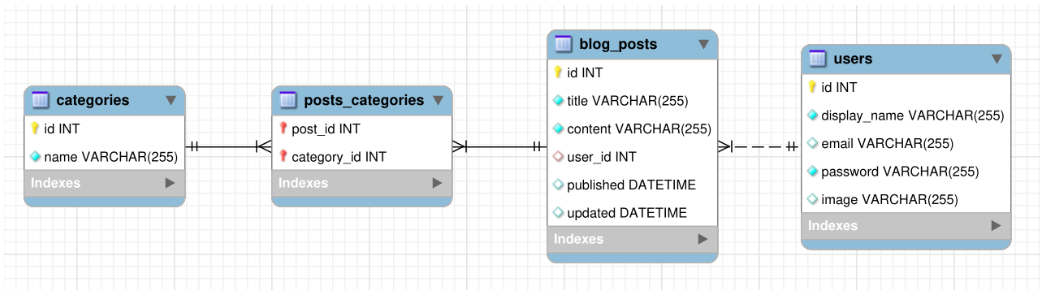 categories
id INT
name VARCHAR(255)
Indexes
posts_categories
post_id INT
category_id INT
Indexes
blog_posts
id INT
title VARCHAR(255)
content VARCHAR(255)
user_id INT
published DATETIME
updated DATETIME
Indexes
users
id INT
display_name VARCHAR(255)
email VARCHAR(255)
password VARCHAR(255)
image VARCHAR(255)
Indexes